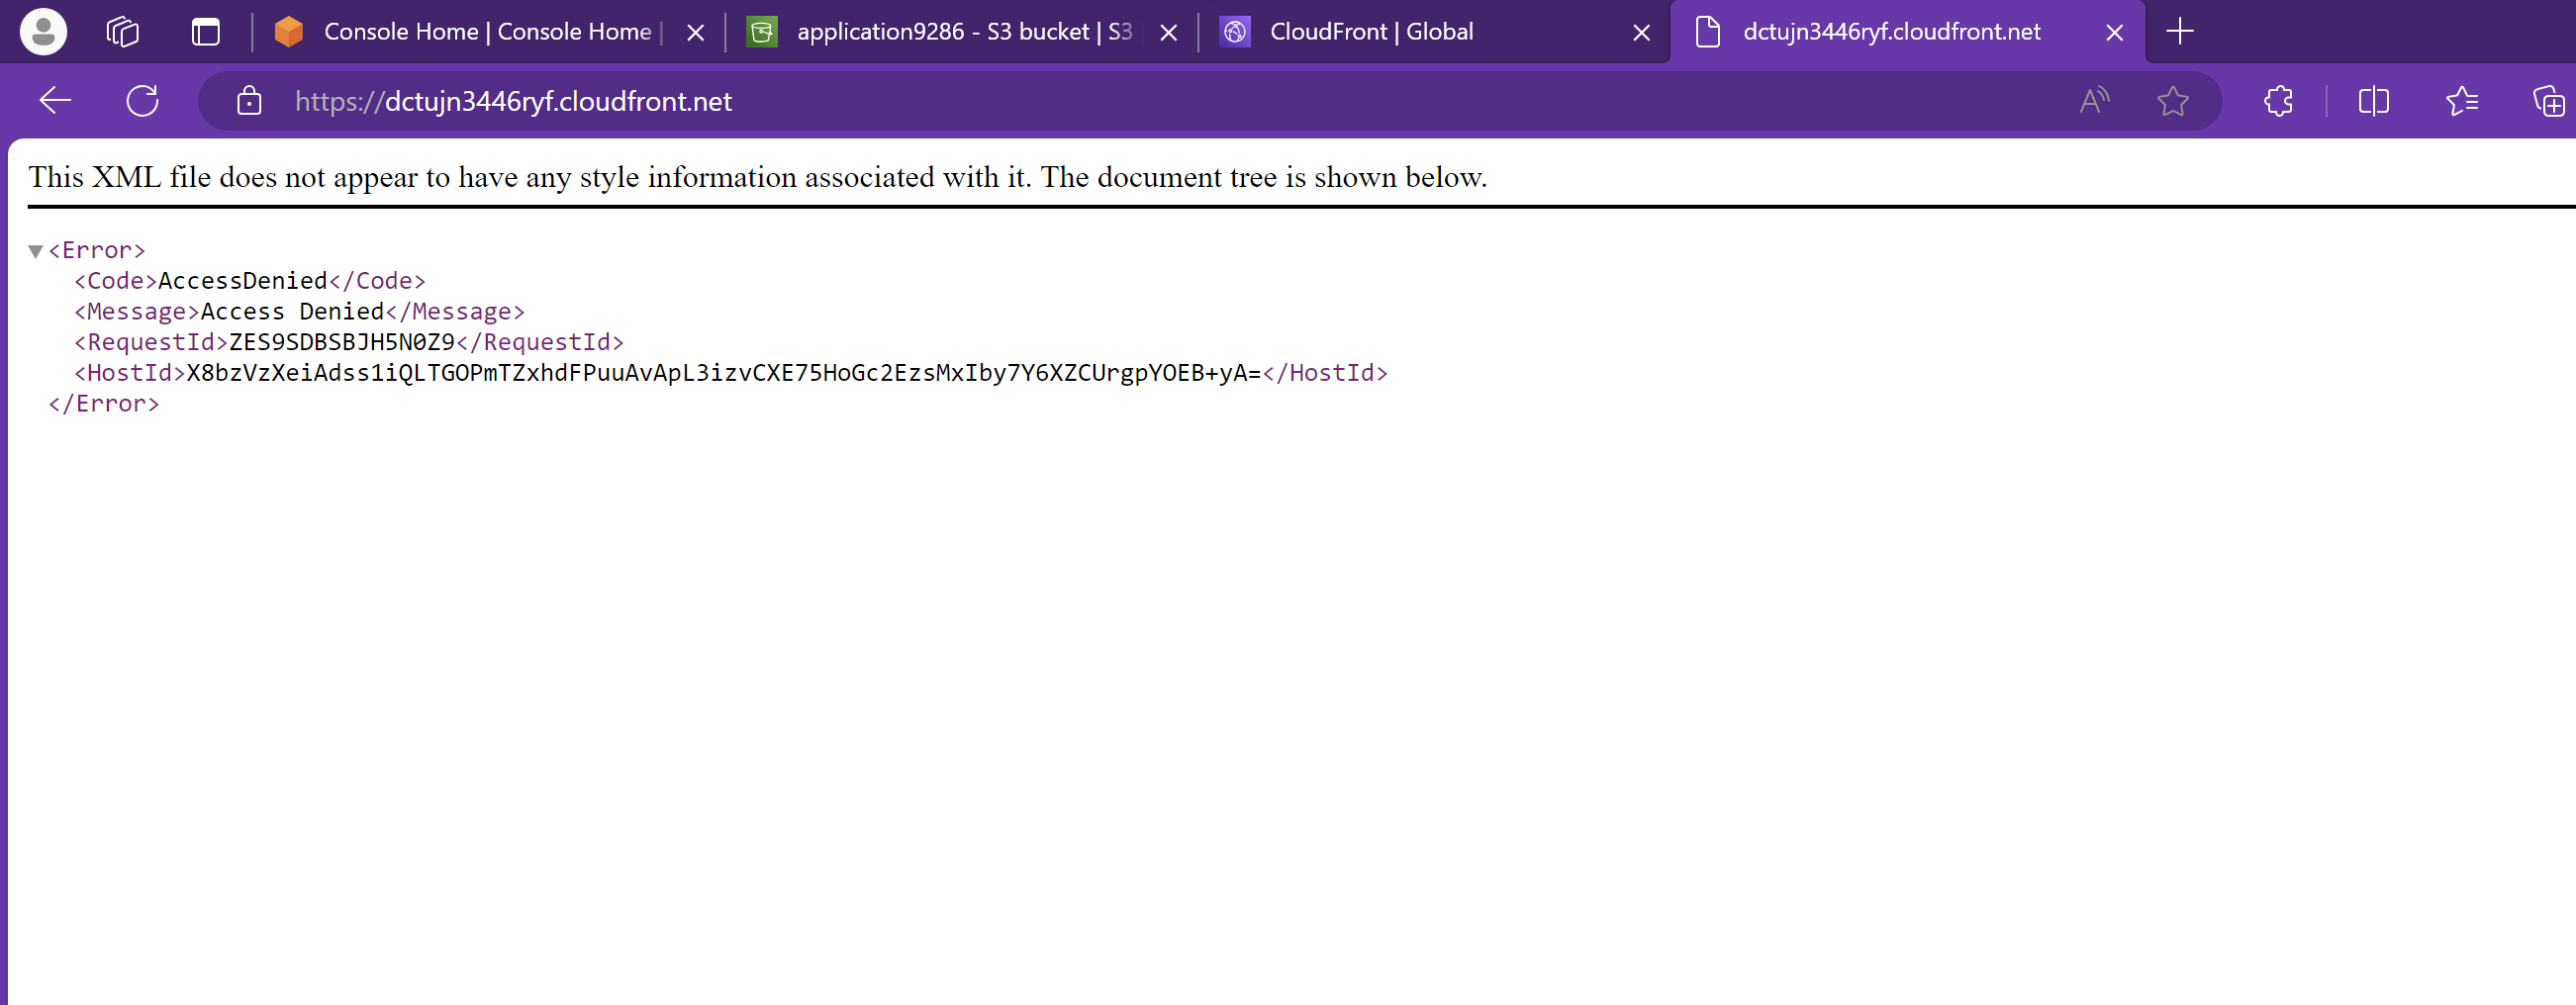 Console Home | Console Home |
application9286 - S3 bucket | S3
CloudFront | Global
dctujn3446ryf.cloudfront.net
https://dctujn3446ryf.cloudfront.net
This XML file does not appear to have any style information associated with it. The document tree is shown below.
<Error>
<Code>AccessDenied</Code>
<Message>Access Denied</Message>
<RequestId>ZES9SDBSBJH5N0Z9</RequestId>
<HostId>X8bzVzXeiAdss1iQLTGOPmTZxhdFPuuAvApL3izvCXE75HoGc2EzsMxIby7Y6XZCUrgpYOEB+yA=</HostId>
</Error>